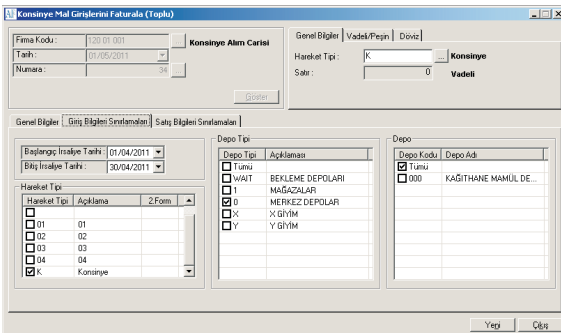 Konsinye Mal Girişlerini Faturala (Toplu)
Firma Kodu : 120 01 001 ... Konsinye Alım Carisi
Tarih : 01/05/2011
Numara : 34 ...
Göster
Genel Bilgiler Vadeli/Peşin Döviz
Hareket Tipi : K ... Konsinye
Satır : 0 Vadeli
Genel Bilgiler Giriş Bilgileri Sınırlamaları Satış Bilgileri Sınırlamaları
Başlangıç İrsaliye Tarihi : 01/04/2011
Bitiş İrsaliye Tarihi : 30/04/2011
Hareket Tipi
Hareket Tipi Açıklama 2.Form
01 01
02 02
03 03
04 04
K Konsinye
Depo Tipi
Depo Tipi Açıklaması
Tümü
WAIT BEKLEME DEPOLARI
1 MAĞAZALAR
0 MERKEZ DEPOLAR
X X GİYİM
Y Y GİYİM
Depo
Depo Kodu Depo Adı
Tümü
000 KAĞITHANE MAMÜL DE...
Yeni Çıkış